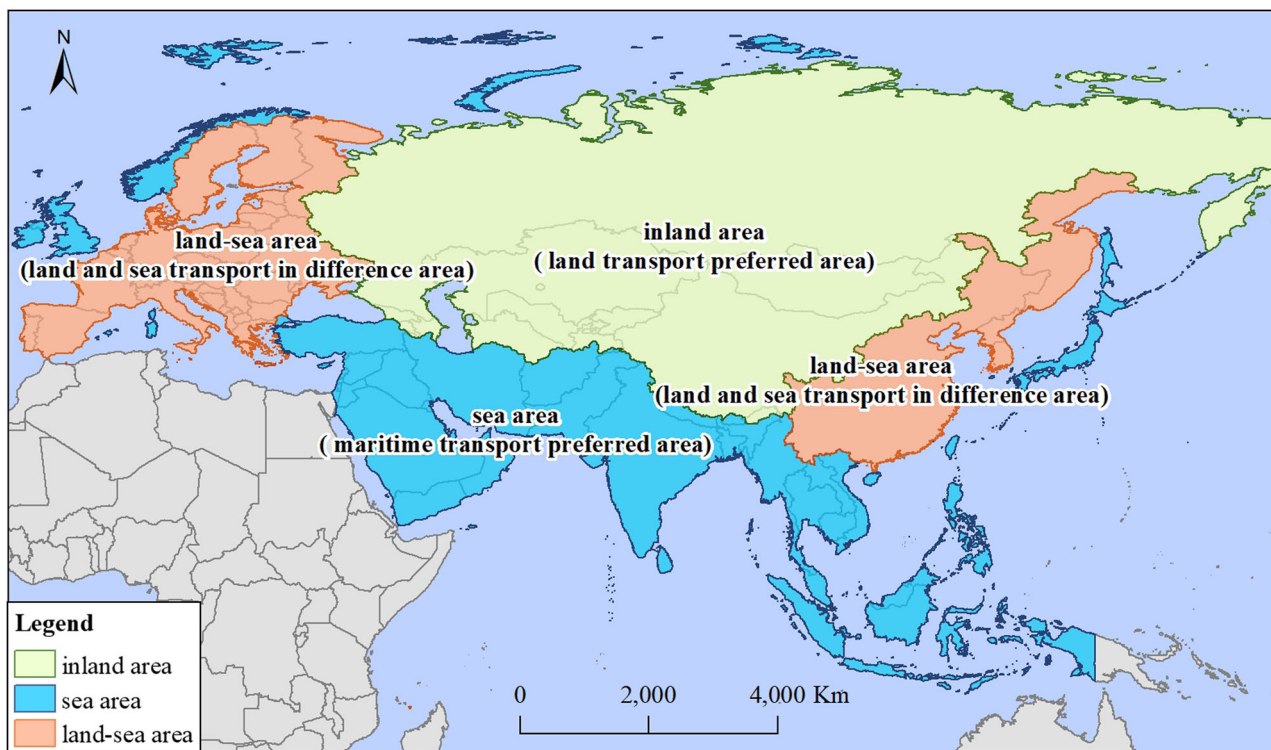 N
land-sea area
(land and sea transport in difference area)
inland area
( land transport preferred area)
land-sea area
(land and sea transport in difference area)
sea area
( maritime transport preferred area)
Legend
inland area
sea area
land-sea area
0 2,000 4,000 Km